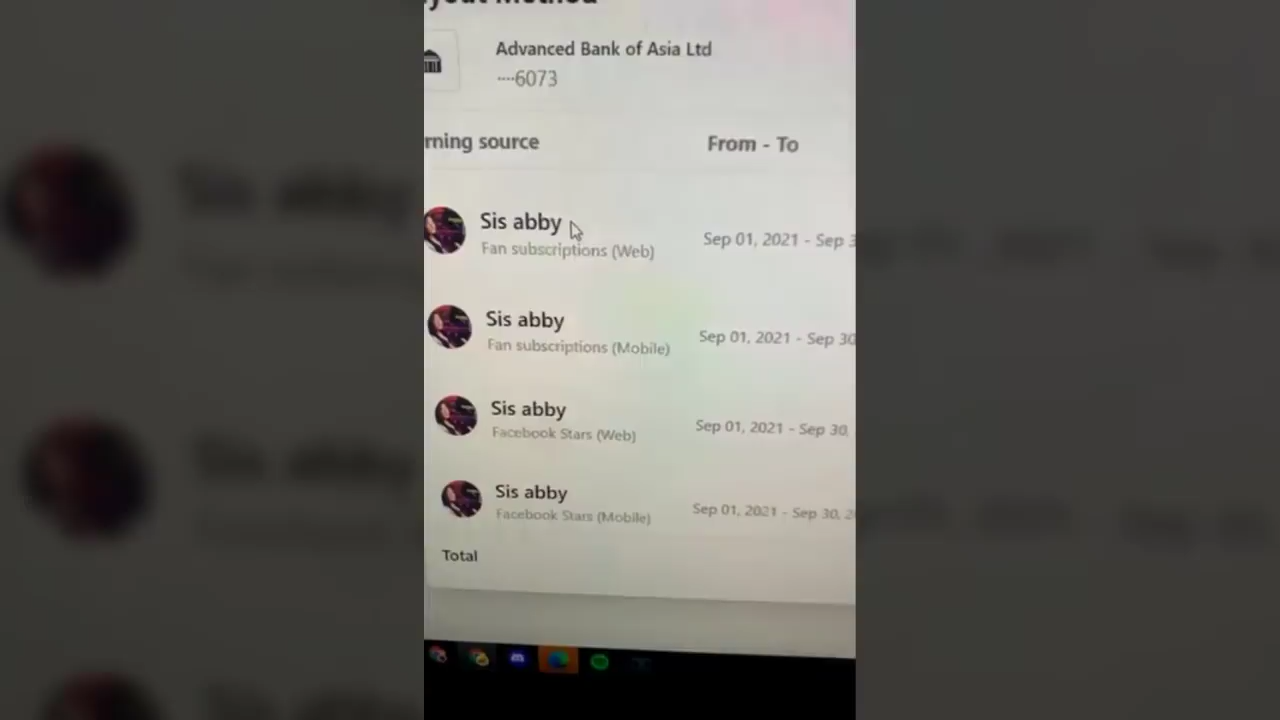 Advanced Bank of Asia Ltd
····6073
rning source
From - To
Sis abby
Fan subscriptions (Web)
Sep 01, 2021 - Sep 3
Sis abby
Fan subscriptions (Mobile)
Sep 01, 2021 - Sep 30
Sis abby
Facebook Stars (Web)
Sep 01, 2021 - Sep 30,
Sis abby
Facebook Stars (Mobile)
Sep 01, 2021 - Sep 30, 2
Total